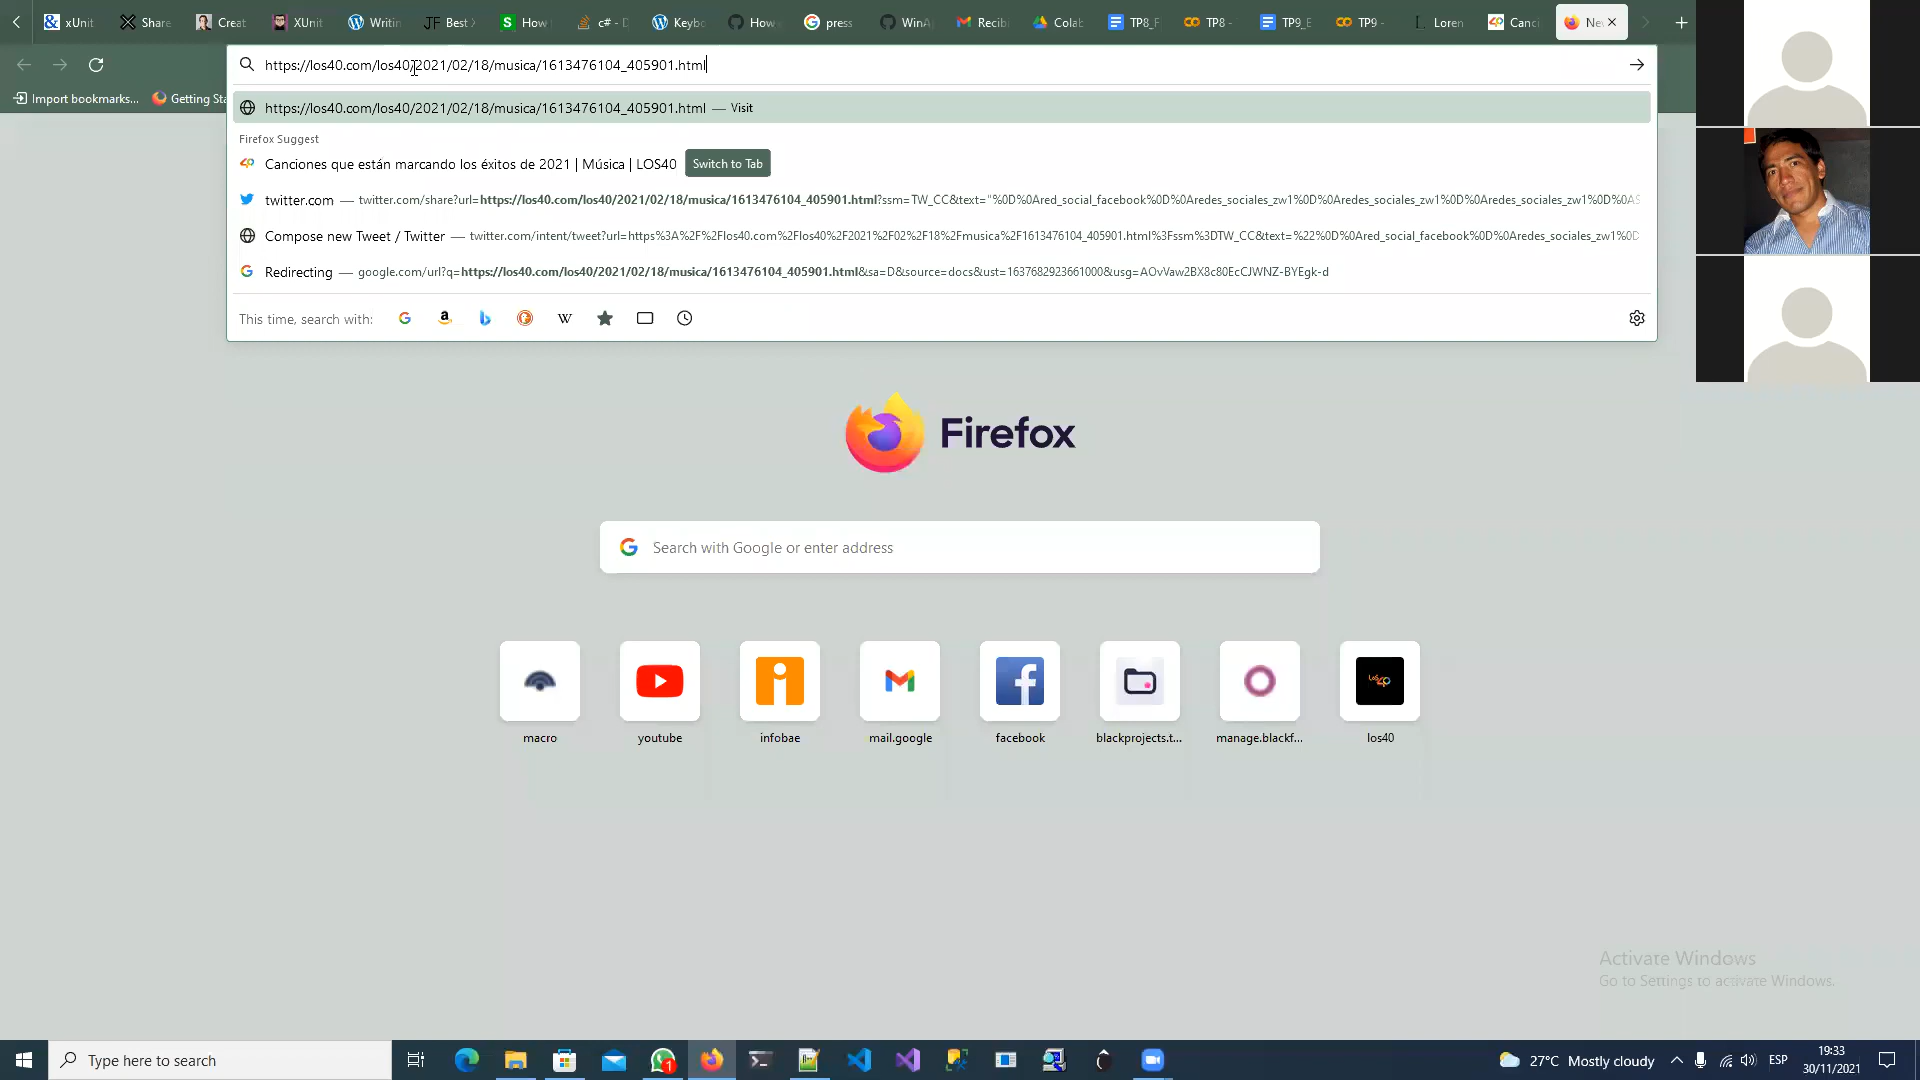 xUnit
Share
Creat
XUnit
Writin
JF Best X
How
c# - D
Keybo
How
press
WinA
Recibi
Colab
TP8_F
TP8 -
TP9_E
TP9 -
L Loren
Canci
Ne
https://los40.com/los40/2021/02/18/musica/1613476104_405901.html
Import bookmarks...
Getting Sta
https://los40.com/los40/2021/02/18/musica/1613476104_405901.html — Visit
Firefox Suggest
Canciones que están marcando los éxitos de 2021 | Música | LOS40 Switch to Tab
twitter.com — twitter.com/share?url=https://los40.com/los40/2021/02/18/musica/1613476104_405901.html?ssm=TW_CC&text="%0D%0Ared_social_facebook%0D%0Aredes_sociales_zw1%0D%0Aredes_sociales_zw1%0D%0Aredes_sociales_zw1%0D%0AS
Compose new Tweet / Twitter — twitter.com/intent/tweet?url=https%3A%2F%2Flos40.com%2Flos40%2F2021%2F02%2F18%2Fmusica%2F1613476104_405901.html%3Fssm%3DTW_CC&text=%22%0D%0Ared_social_facebook%0D%0Aredes_sociales_zw1%0D
Redirecting — google.com/url?q=https://los40.com/los40/2021/02/18/musica/1613476104_405901.html&sa=D&source=docs&ust=1637682923661000&usg=AOvVaw2BX8c80EcCJWNZ-BYEgk-d
This time, search with:
Firefox
Search with Google or enter address
macro
youtube
infobae
mail.google
facebook
blackprojects.t...
manage.blackf...
los40
Activate Windows
Go to Settings to activate Windows.
Type here to search
27°C Mostly cloudy
ESP
19:33
30/11/2021